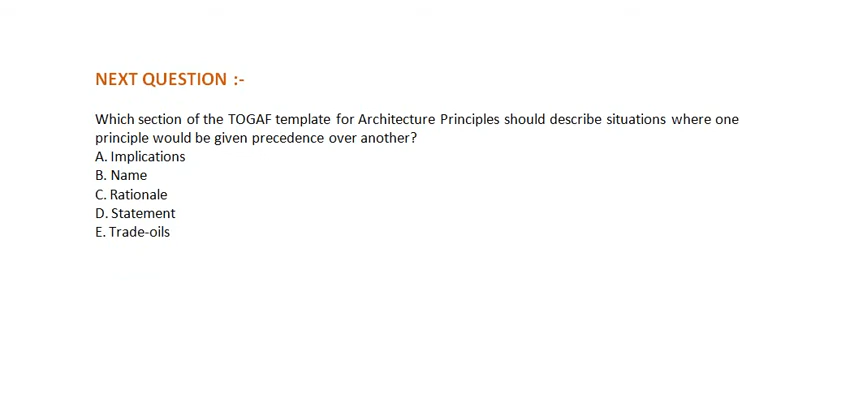 NEXT QUESTION :-
Which section of the TOGAF template for Architecture Principles should describe situations where one
principle would be given precedence over another?
A. Implications
B. Name
C. Rationale
D. Statement
E. Trade-oils